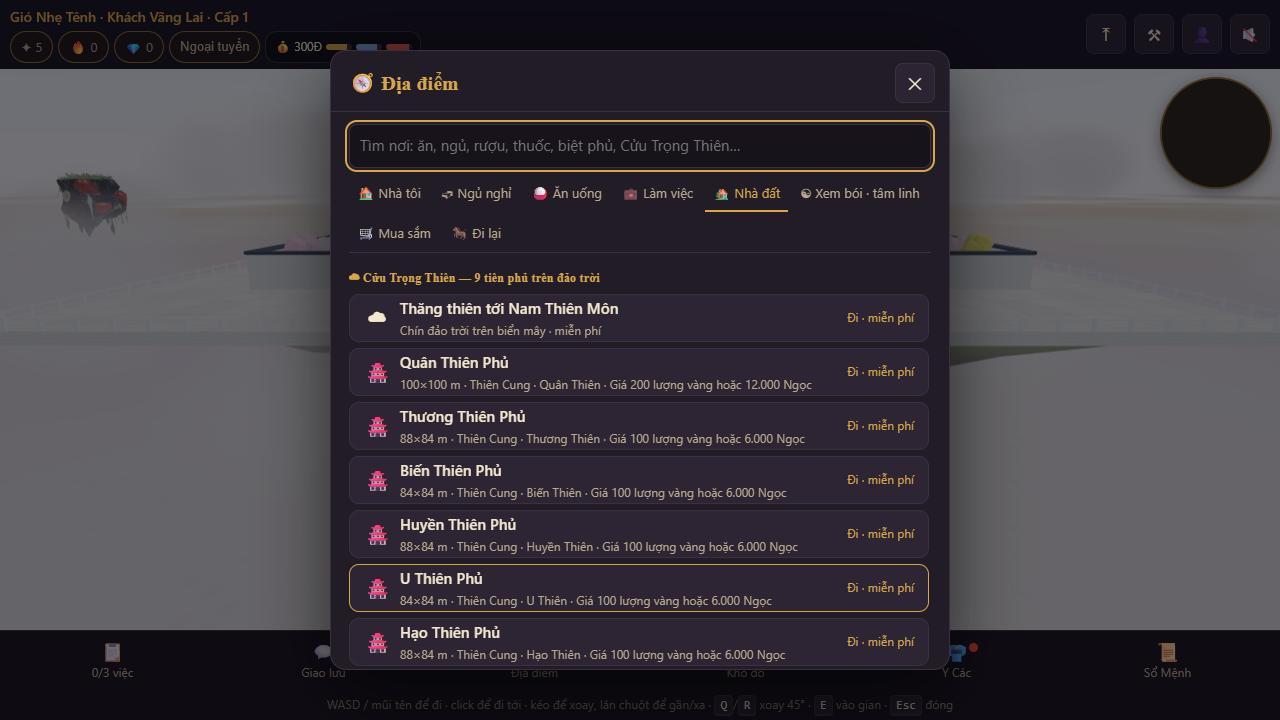 Gió Nhẹ Tênh · Khách Vãng Lai · Cấp 1
5
0
0
Ngoại tuyến
300Đ
Địa điểm
Tìm nơi: ăn, ngủ, rượu, thuốc, biệt phủ, Cửu Trọng Thiên...
Nhà tôi
Ngủ nghỉ
Ăn uống
Làm việc
Nhà đất
Xem bói · tâm linh
Mua sắm
Đi lại
Cửu Trọng Thiên — 9 tiên phủ trên đảo trời
Thăng thiên tới Nam Thiên Môn
Chín đảo trời trên biển mây · miễn phí
Đi · miễn phí
Quân Thiên Phủ
100×100 m · Thiên Cung · Quân Thiên · Giá 200 lượng vàng hoặc 12.000 Ngọc
Đi · miễn phí
Thương Thiên Phủ
88×84 m · Thiên Cung · Thương Thiên · Giá 100 lượng vàng hoặc 6.000 Ngọc
Đi · miễn phí
Biến Thiên Phủ
84×84 m · Thiên Cung · Biến Thiên · Giá 100 lượng vàng hoặc 6.000 Ngọc
Đi · miễn phí
Huyền Thiên Phủ
88×84 m · Thiên Cung · Huyền Thiên · Giá 100 lượng vàng hoặc 6.000 Ngọc
Đi · miễn phí
U Thiên Phủ
84×84 m · Thiên Cung · U Thiên · Giá 100 lượng vàng hoặc 6.000 Ngọc
Đi · miễn phí
Hạo Thiên Phủ
88×84 m · Thiên Cung · Hạo Thiên · Giá 100 lượng vàng hoặc 6.000 Ngọc
Đi · miễn phí
0/3 việc
Giao lưu
Địa điểm
Kho đồ
Y Các
Sổ Mệnh
WASD / mũi tên để đi · click để đi tới · kéo để xoay, lăn chuột để gần/xa · Q / R xoay 45° · E vào gian · Esc đóng